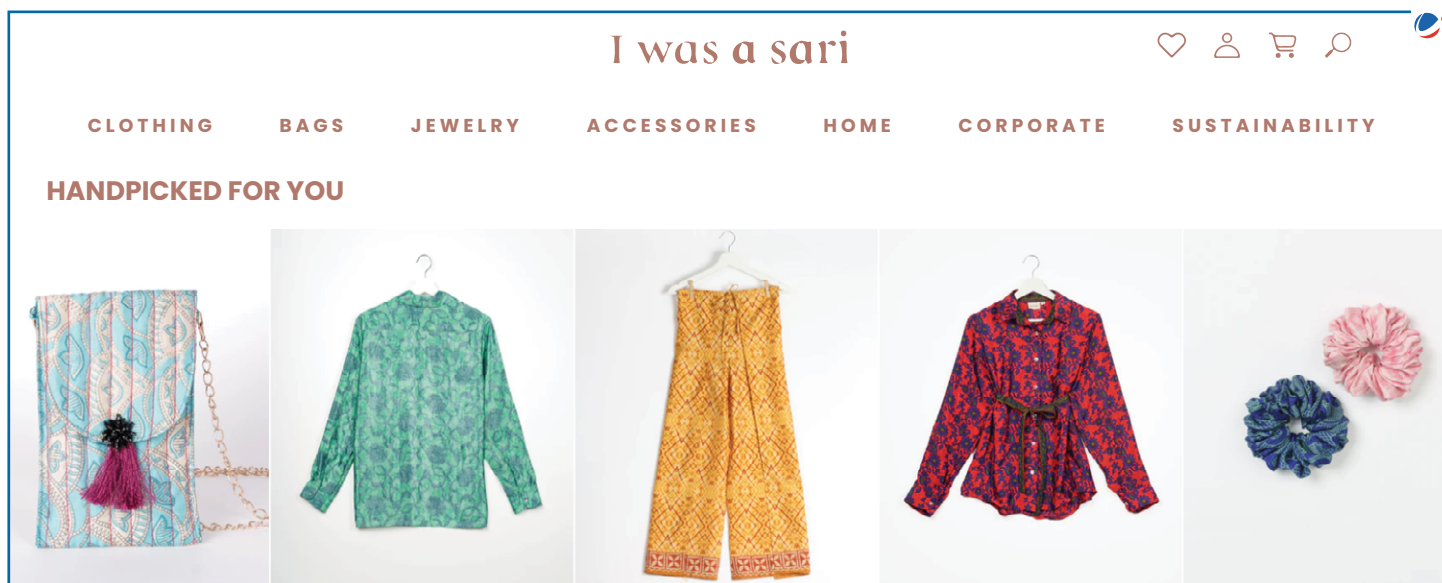 I was a sari
CLOTHING BAGS JEWELRY ACCESSORIES HOME CORPORATE SUSTAINABILITY
HANDPICKED FOR YOU